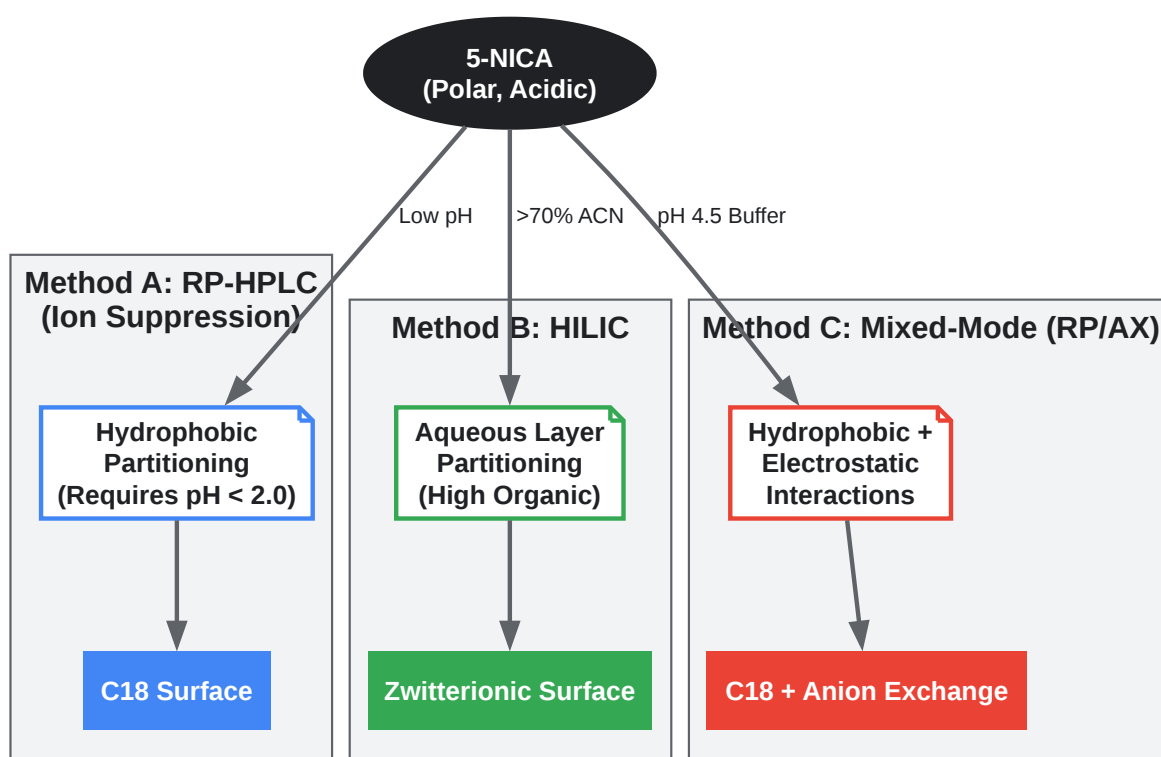 5-NICA
(Polar, Acidic)
Low pH
>70% ACN
pH 4.5 Buffer
Method A: RP-HPLC
(Ion Suppression)
Method B: HILIC
Method C: Mixed-Mode (RP/AX)
Hydrophobic
Partitioning
(Requires pH < 2.0)
Aqueous Layer
Partitioning
(High Organic)
Hydrophobic +
Electrostatic
Interactions
C18 Surface
Zwitterionic Surface
C18 + Anion Exchange